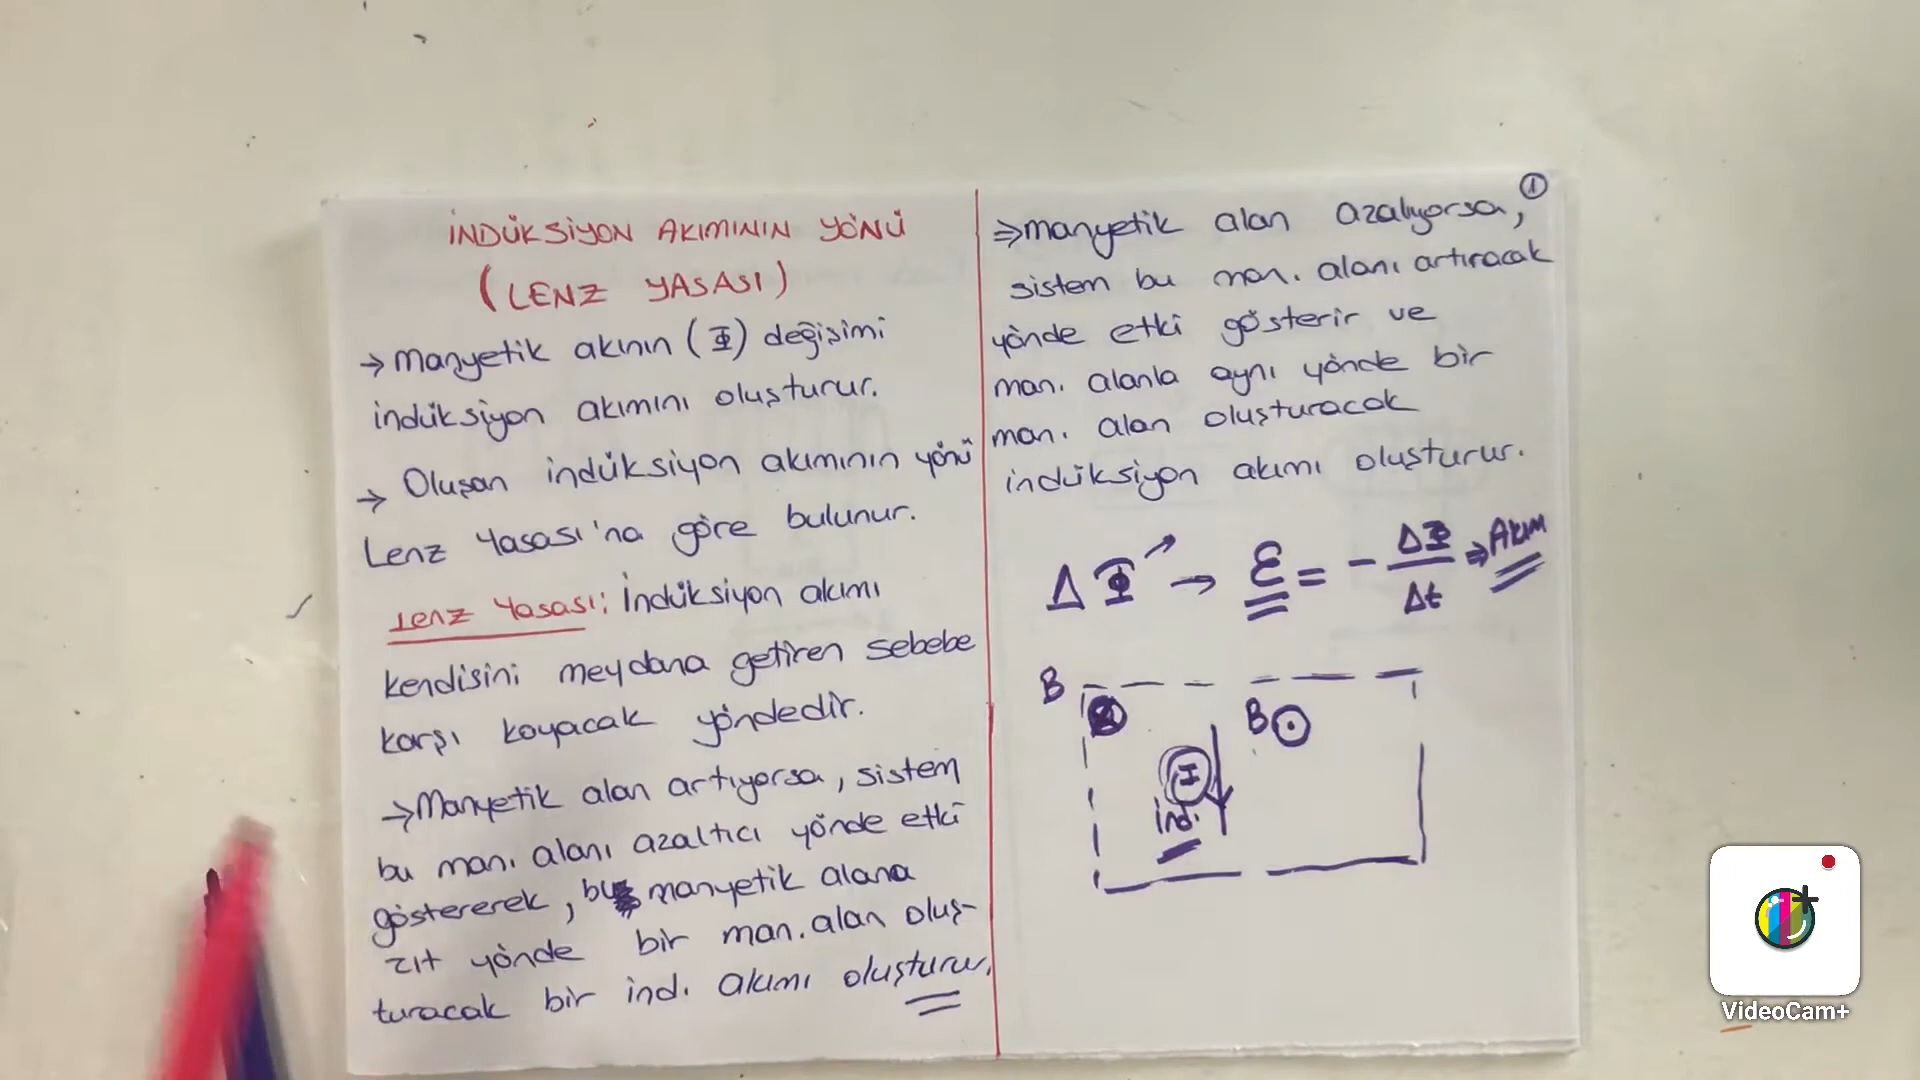 İNDÜKSİYON AKIMININ YÖNÜ
(LENZ YASASI)
→ Manyetik akının (Φ) değişimi
indüksiyon akımını oluşturur.
→ Oluşan indüksiyon akımının yönü
Lenz Yasası'na göre bulunur.
Lenz Yasası: İndüksiyon akımı
kendisini meydana getiren sebebe
karşı koyacak yöndedir.
→ Manyetik alan artıyorsa, sistem
bu man. alanı azaltıcı yönde etki
göstererek, bu manyetik alana
zıt yönde bir man. alan oluş-
turacak bir ind. akımı oluşturur.
①
⇒ manyetik alan azalıyorsa,
sistem bu man. alanı artıracak
yönde etki gösterir ve
man. alanla aynı yönde bir
man. alan oluşturacak
indüksiyon akımı oluşturur.
ΔΦ↗ → ε = - ΔΦ/Δt ⇒ Akım
B
B ⊙
I
ind.
VideoCam+